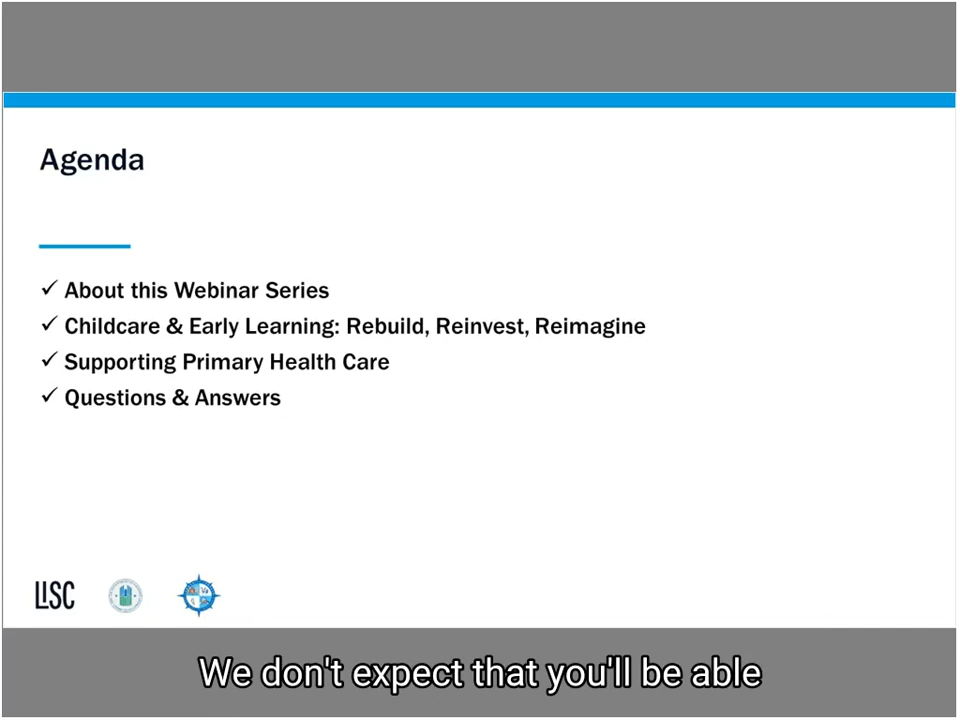 Agenda
✓ About this Webinar Series
✓ Childcare & Early Learning: Rebuild, Reinvest, Reimagine
✓ Supporting Primary Health Care
✓ Questions & Answers
LISC
We don't expect that you'll be able